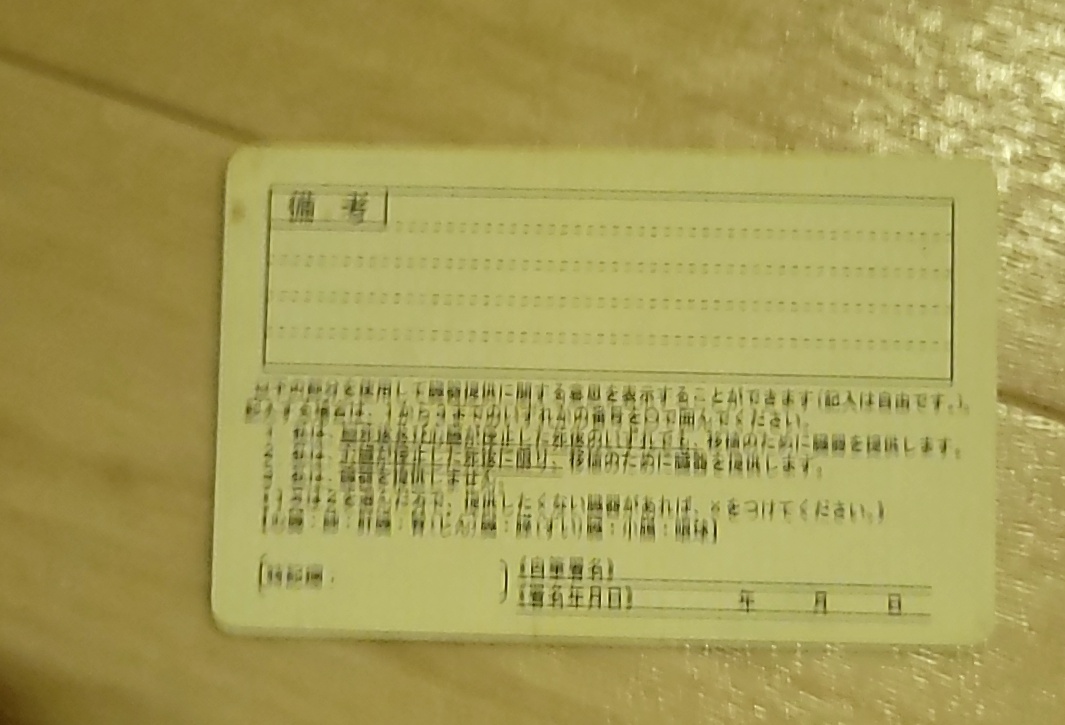 備考
以下の部分を使用して臓器提供に関する意思を表示することができます(記入は自由です。)。
記入する場合は、1から3までのいずれかの番号を〇で囲んでください。
1. 私は、脳死後及び心臓が停止した死後のいずれでも、移植のために臓器を提供します。
2. 私は、心臓が停止した死後に限り、移植のために臓器を提供します。
3. 私は、臓器を提供しません。
《1又は2を選んだ方で、提供したくない臓器があれば、×をつけてください。》
【心臓・肺・肝臓・腎(じん)臓・膵(すい)臓・小腸・眼球】
〔特記欄: 〕
《自筆署名》
《署名年月日》 年 月 日